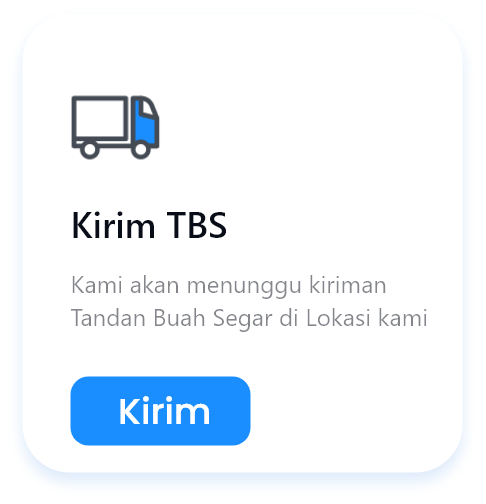 Kirim TBS
Kami akan menunggu kiriman
Tandan Buah Segar di Lokasi kami
Kirim